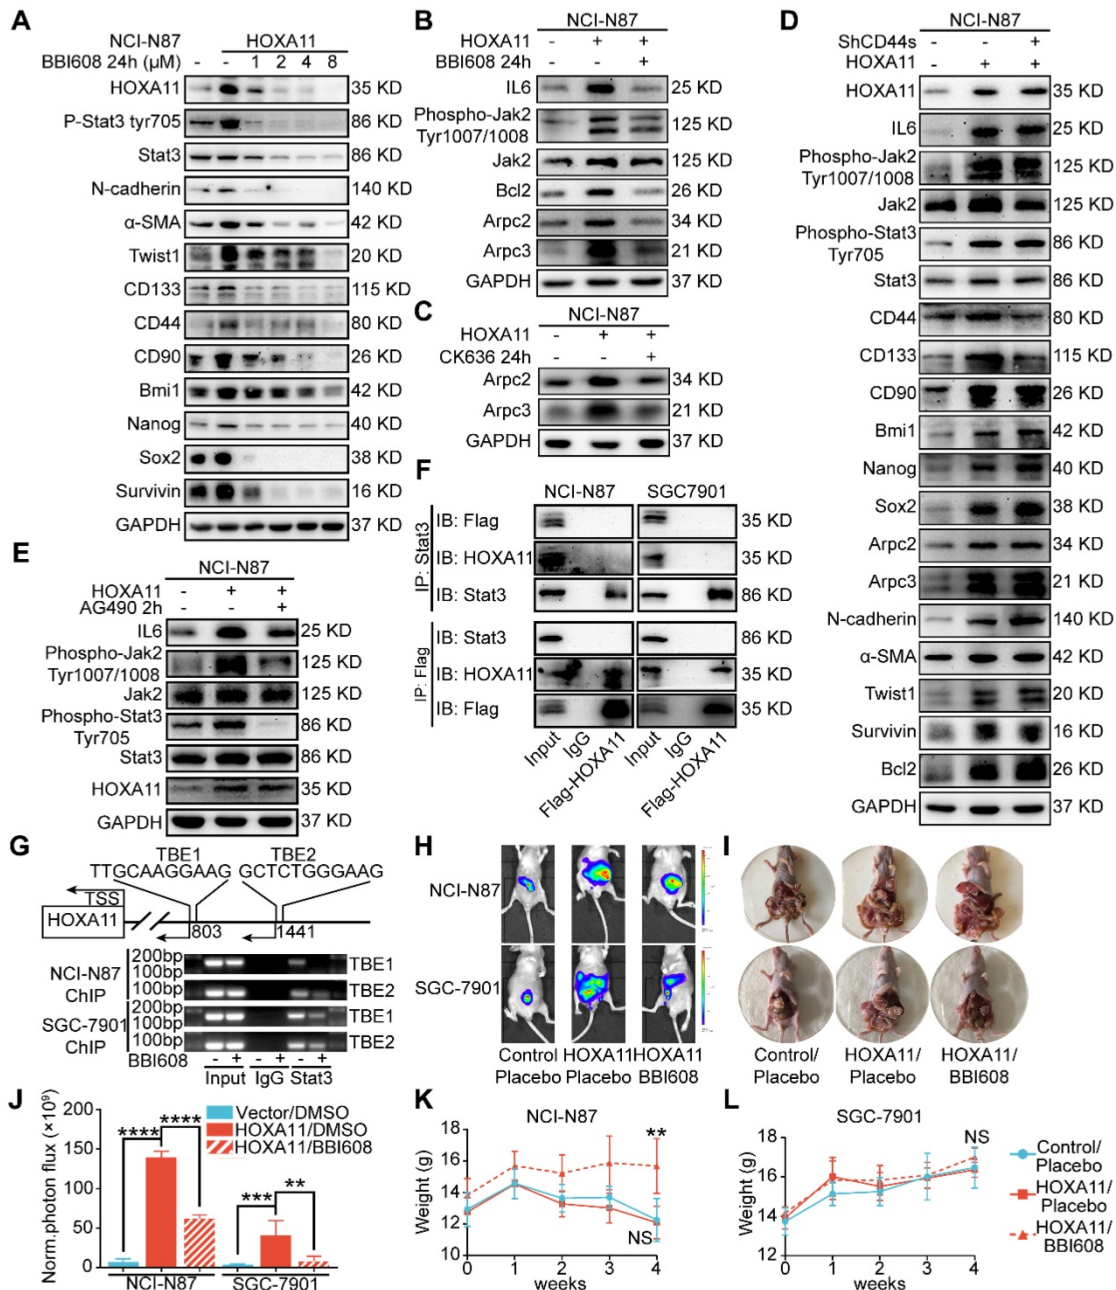 A
NCI-N87 HOXA11
BBI608 24h (μM) - - 1 2 4 8
HOXA11 35 KD
P-Stat3 tyr705 86 KD
Stat3 86 KD
N-cadherin 140 KD
α-SMA 42 KD
Twist1 20 KD
CD133 115 KD
CD44 80 KD
CD90 26 KD
Bmi1 42 KD
Nanog 40 KD
Sox2 38 KD
Survivin 16 KD
GAPDH 37 KD
B
NCI-N87
HOXA11 - + +
BBI608 24h - - +
IL6 25 KD
Phospho-Jak2
Tyr1007/1008 125 KD
Jak2 125 KD
Bcl2 26 KD
Arpc2 34 KD
Arpc3 21 KD
GAPDH 37 KD
C
NCI-N87
HOXA11 - + +
CK636 24h - - +
Arpc2 34 KD
Arpc3 21 KD
GAPDH 37 KD
D
NCI-N87
ShCD44s - - +
HOXA11 - + +
HOXA11 35 KD
IL6 25 KD
Phospho-Jak2
Tyr1007/1008 125 KD
Jak2 125 KD
Phospho-Stat3
Tyr705 86 KD
Stat3 86 KD
CD44 80 KD
CD133 115 KD
CD90 26 KD
Bmi1 42 KD
Nanog 40 KD
Sox2 38 KD
Arpc2 34 KD
Arpc3 21 KD
N-cadherin 140 KD
α-SMA 42 KD
Twist1 20 KD
Survivin 16 KD
Bcl2 26 KD
GAPDH 37 KD
E
NCI-N87
HOXA11 - + +
AG490 2h - - +
IL6 25 KD
Phospho-Jak2
Tyr1007/1008 125 KD
Jak2 125 KD
Phospho-Stat3
Tyr705 86 KD
Stat3 86 KD
HOXA11 35 KD
GAPDH 37 KD
F
NCI-N87 SGC7901
IP: Stat3
IB: Flag 35 KD
IB: HOXA11 35 KD
IB: Stat3 86 KD
IP: Flag
IB: Stat3 86 KD
IB: HOXA11 35 KD
IB: Flag 35 KD
Input IgG Flag-HOXA11 Input IgG Flag-HOXA11
G
TBE1 TBE2
TTGCAAGGAAG GCTCTGGGAAG
TSS
HOXA11
803 1441
NCI-N87
ChIP
200bp
100bp TBE1
200bp
100bp TBE2
SGC-7901
ChIP
200bp
100bp TBE1
200bp
100bp TBE2
BBI608 - + - + - +
Input IgG Stat3
H
NCI-N87
SGC-7901
Control HOXA11 HOXA11
Placebo Placebo BBI608
I
Control/ HOXA11/ HOXA11/
Placebo Placebo BBI608
J
Norm.photon flux (×10⁹)
200
150
100
50
0
Vector/DMSO
HOXA11/DMSO
HOXA11/BBI608
**** ****
*** **
NCI-N87 SGC-7901
K
NCI-N87
Weight (g)
18
16
14
12
10
**
NS
0 1 2 3 4
weeks
L
SGC-7901
Weight (g)
18
16
14
12
NS
0 1 2 3 4
weeks
Control/
Placebo
HOXA11/
Placebo
HOXA11/
BBI608